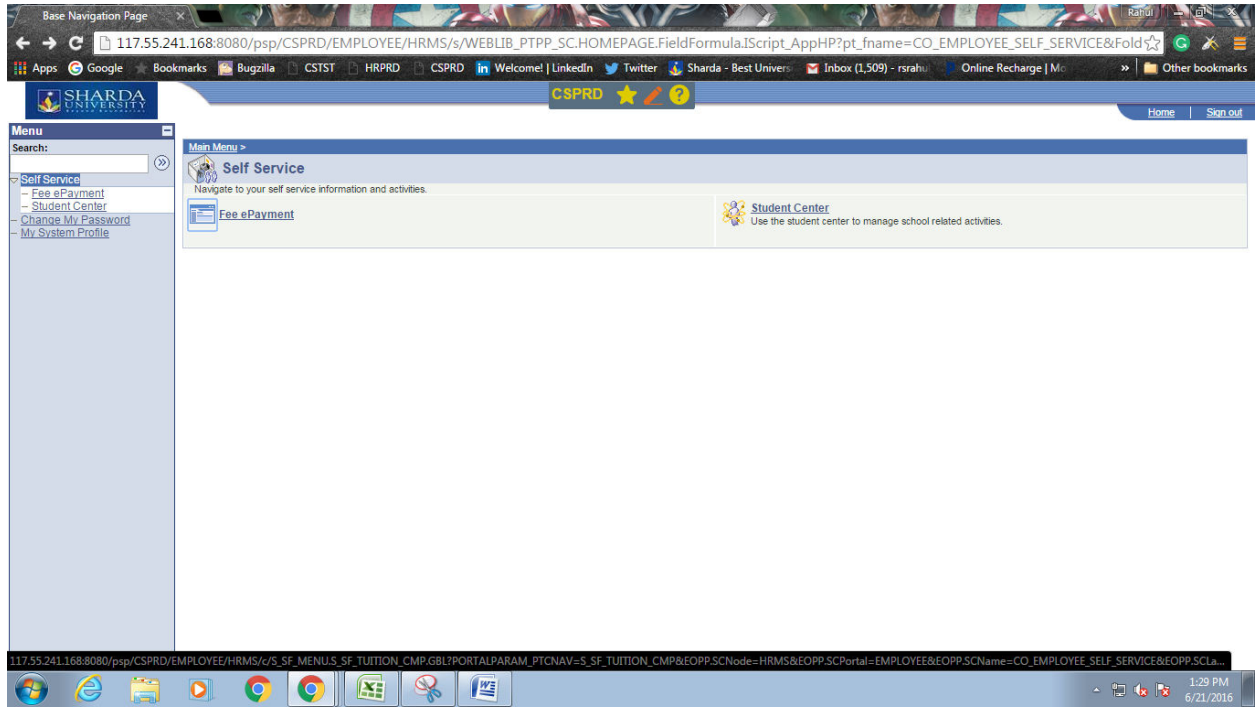 Base Navigation Page
Rahul
117.55.241.168:8080/psp/CSPRD/EMPLOYEE/HRMS/s/WEBLIB_PTPP_SC.HOMEPAGE.FieldFormula.IScript_AppHP?pt_fname=CO_EMPLOYEE_SELF_SERVICE&Fold
Apps Google Bookmarks Bugzilla CSTST HRPRD CSPRD Welcome! | LinkedIn Twitter Sharda - Best Univers Inbox (1,509) - rsrahu Online Recharge | Mo » Other bookmarks
SHARDA
UNIVERSITY
CSPRD
Home | Sign out
Menu
Search:
Self Service
– Fee ePayment
– Student Center
– Change My Password
– My System Profile
Main Menu >
Self Service
Navigate to your self service information and activities.
Fee ePayment
Student Center
Use the student center to manage school related activities.
117.55.241.168:8080/psp/CSPRD/EMPLOYEE/HRMS/c/S_SF_MENU.S_SF_TUITION_CMP.GBL?PORTALPARAM_PTCNAV=S_SF_TUITION_CMP&EOPP.SCNode=HRMS&EOPP.SCPortal=EMPLOYEE&EOPP.SCName=CO_EMPLOYEE_SELF_SERVICE&EOPP.SCLa...
1:29 PM
6/21/2016